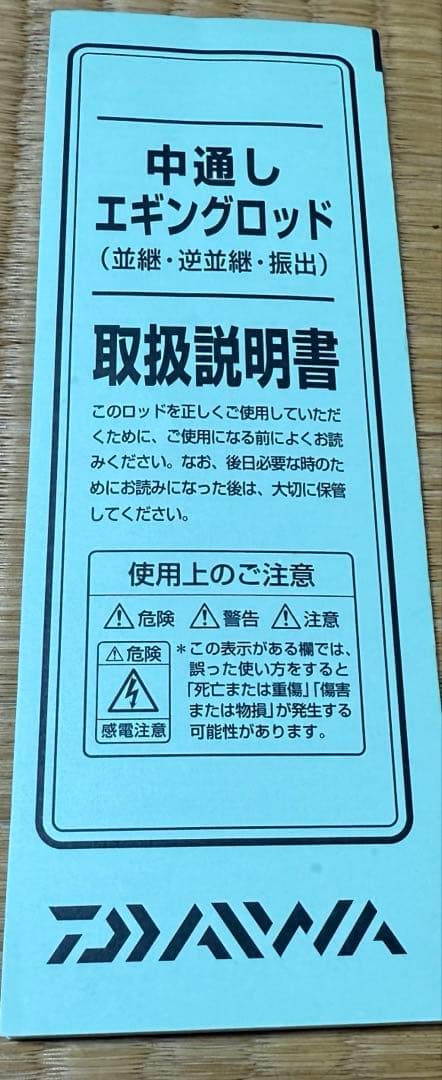 中通し
エギングロッド
(並継・逆並継・振出)
取扱説明書
このロッドを正しくご使用していただ
くために、ご使用になる前によくお読
みください。なお、後日必要な時のた
めにお読みになった後は、大切に保管
してください。
使用上のご注意
⚠危険 ⚠警告 ⚠注意
⚠危険
感電注意
*この表示がある欄では、
誤った使い方をすると
「死亡または重傷」「傷害
または物損」が発生する
可能性があります。
DAIWA